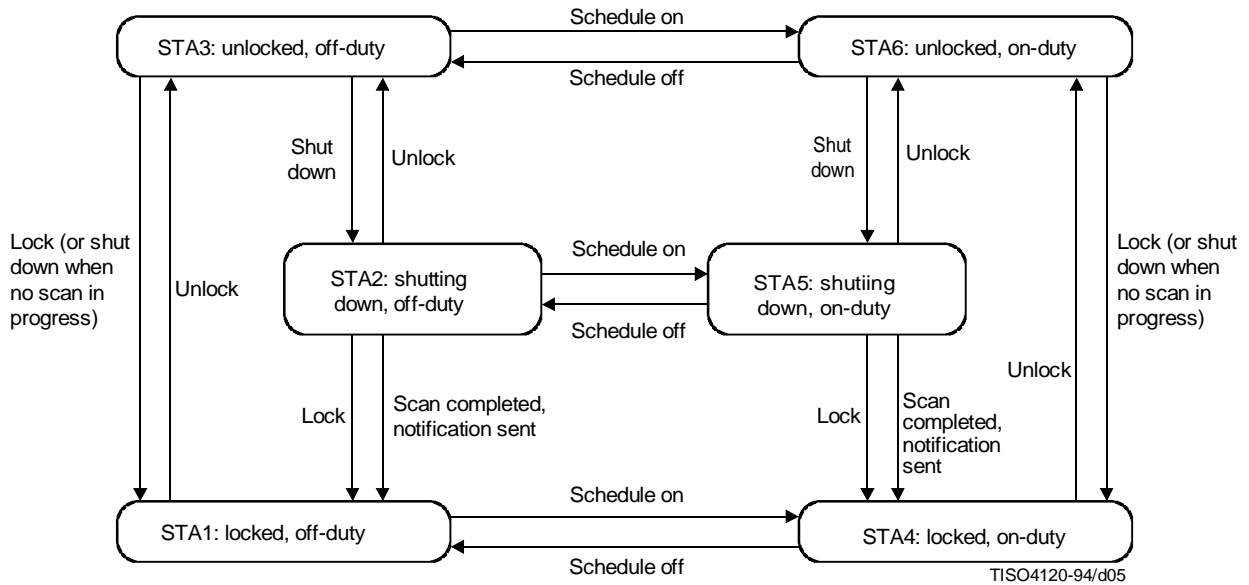 Schedule on
STA3: unlocked, off-duty
STA6: unlocked, on-duty
Schedule off
Shut
down
Unlock
Shut
down
Unlock
Lock (or shut
down when
no scan in
progress)
Unlock
STA2: shutting
down, off-duty
Schedule on
Schedule off
STA5: shutiing
down, on-duty
Lock (or shut
down when
no scan in
progress)
Unlock
Lock
Scan completed,
notification sent
Lock
Scan
completed,
notification
sent
Schedule on
STA1: locked, off-duty
STA4: locked, on-duty
Schedule off
TISO4120-94/d05